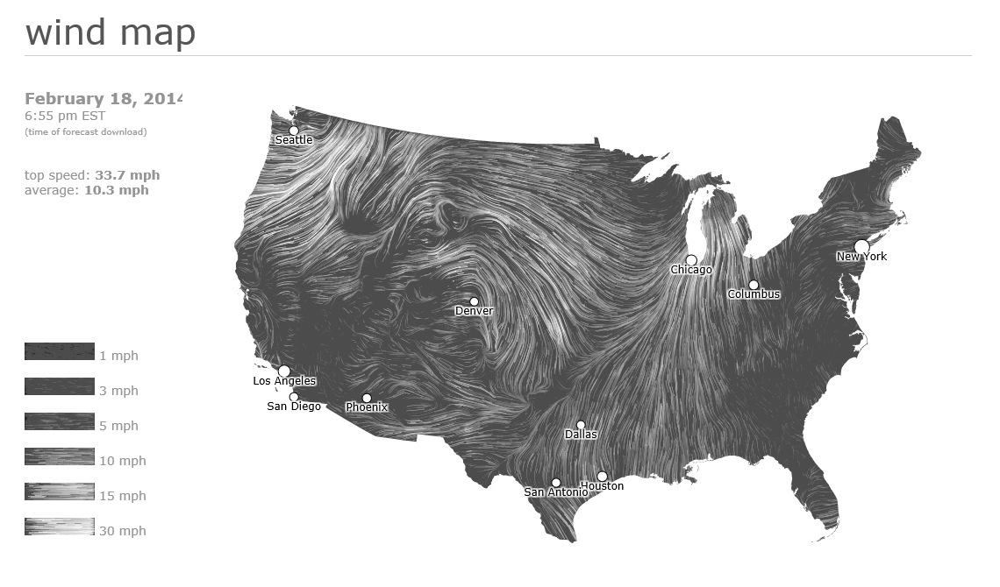 wind map
February 18, 2014
6:55 pm EST
(time of forecast download)
top speed: 33.7 mph
average: 10.3 mph
1 mph
3 mph
5 mph
10 mph
15 mph
30 mph
Seattle
New York
Chicago
Columbus
Denver
Los Angeles
San Diego
Phoenix
Dallas
Houston
San Antonio